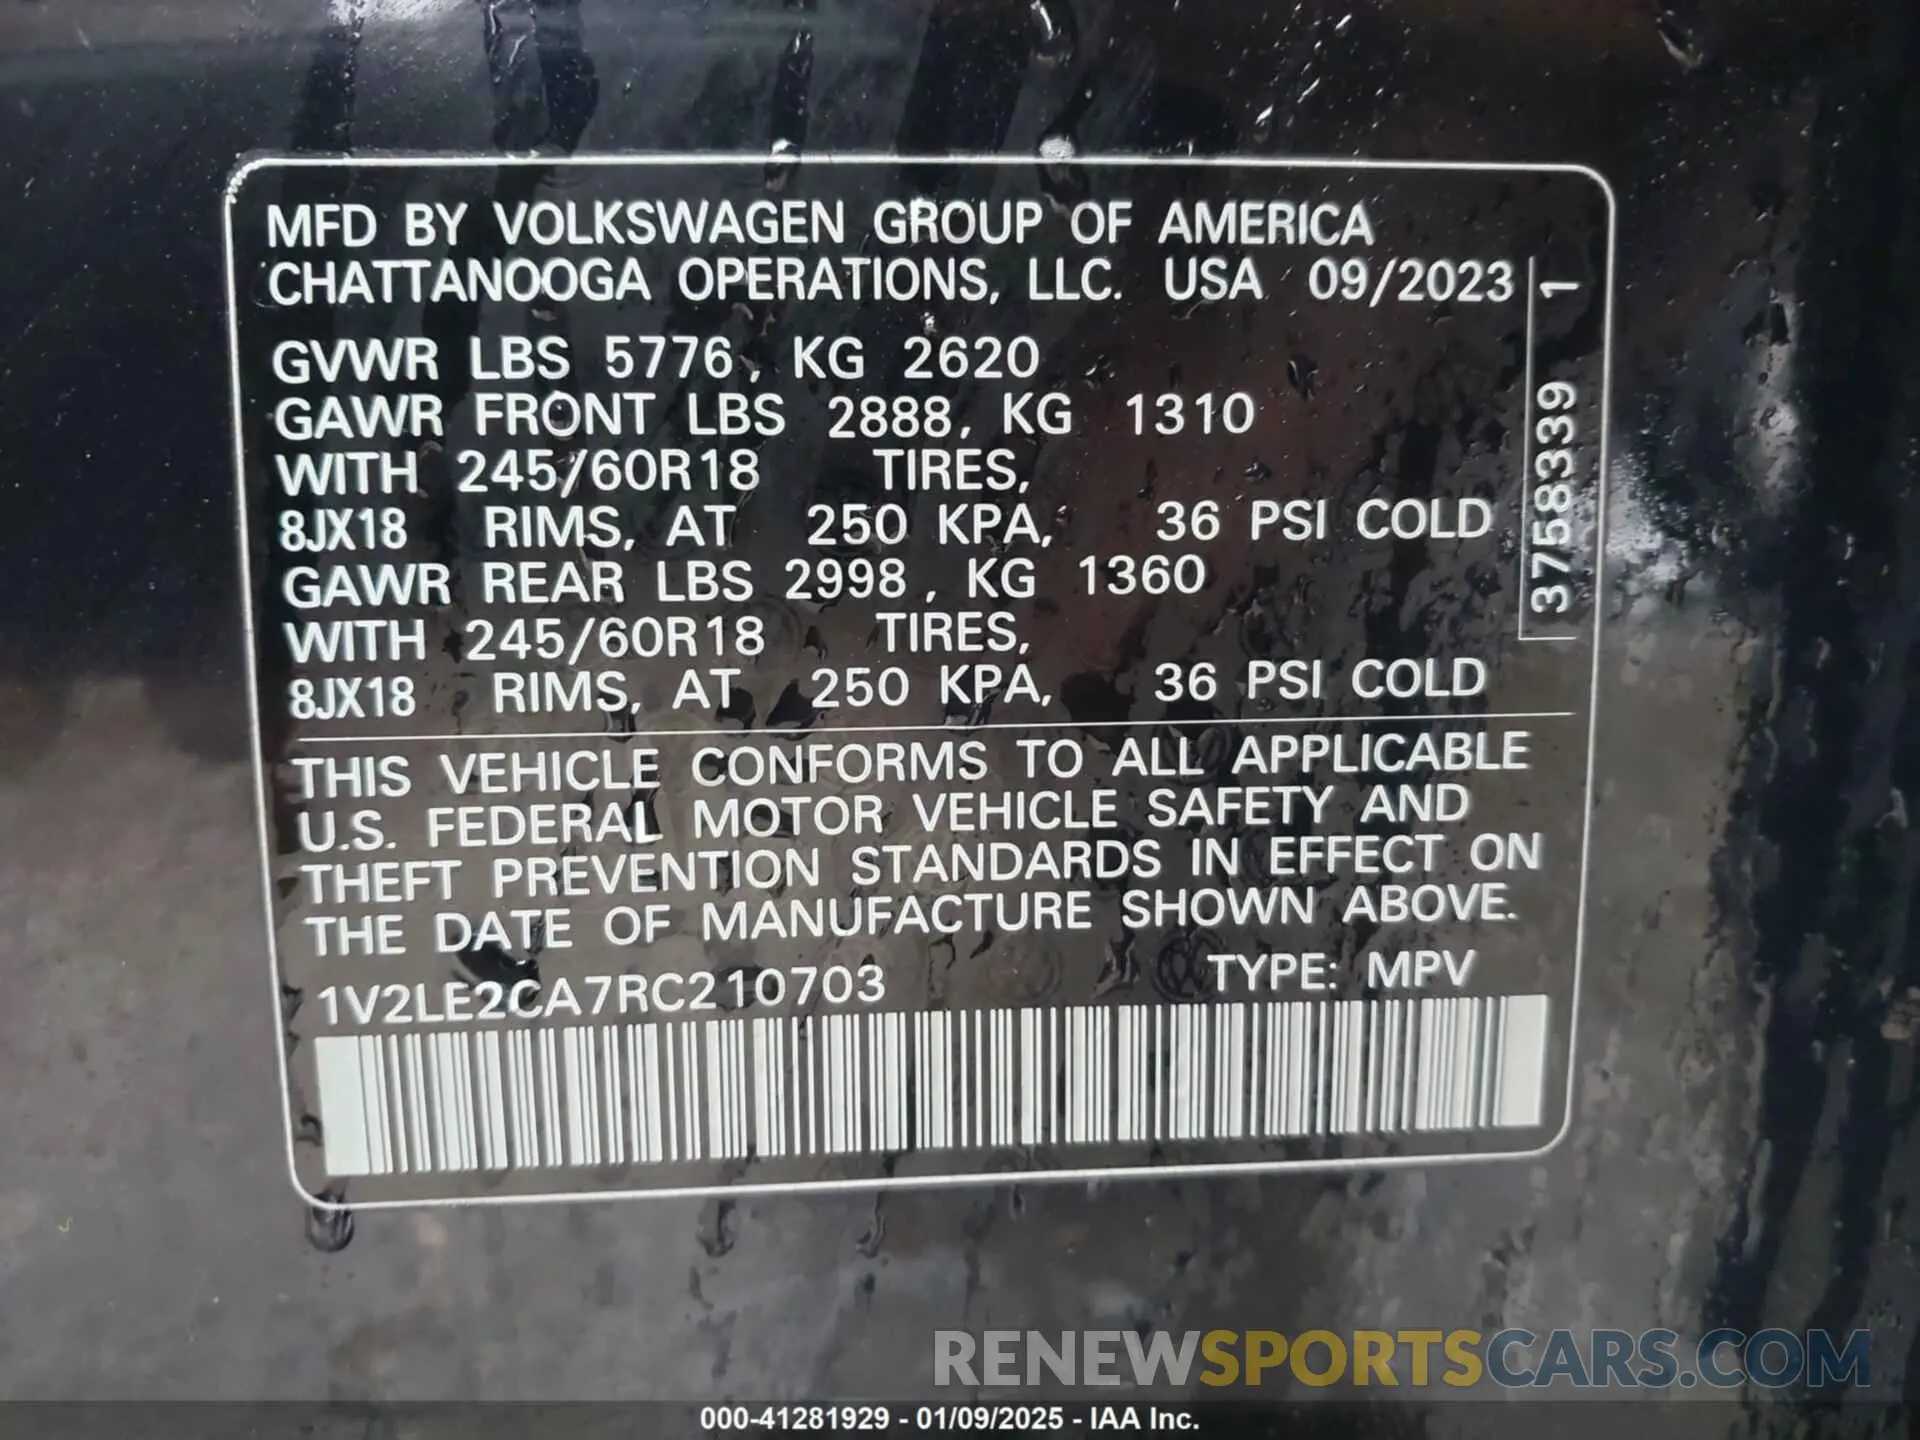 MFD BY VOLKSWAGEN GROUP OF AMERICA
CHATTANOOGA OPERATIONS, LLC. USA 09/2023
GVWR LBS 5776, KG 2620
GAWR FRONT LBS 2888, KG 1310
WITH 245/60R18 TIRES,
8JX18 RIMS, AT 250 KPA, 36 PSI COLD
GAWR REAR LBS 2998, KG 1360
WITH 245/60R18 TIRES,
8JX18 RIMS, AT 250 KPA, 36 PSI COLD
3758339 1
THIS VEHICLE CONFORMS TO ALL APPLICABLE
U.S. FEDERAL MOTOR VEHICLE SAFETY AND
THEFT PREVENTION STANDARDS IN EFFECT ON
THE DATE OF MANUFACTURE SHOWN ABOVE.
1V2LE2CA7RC210703 TYPE: MPV
RENEWSPORTSCARS.COM
000-41281929 - 01/09/2025 - IAA Inc.